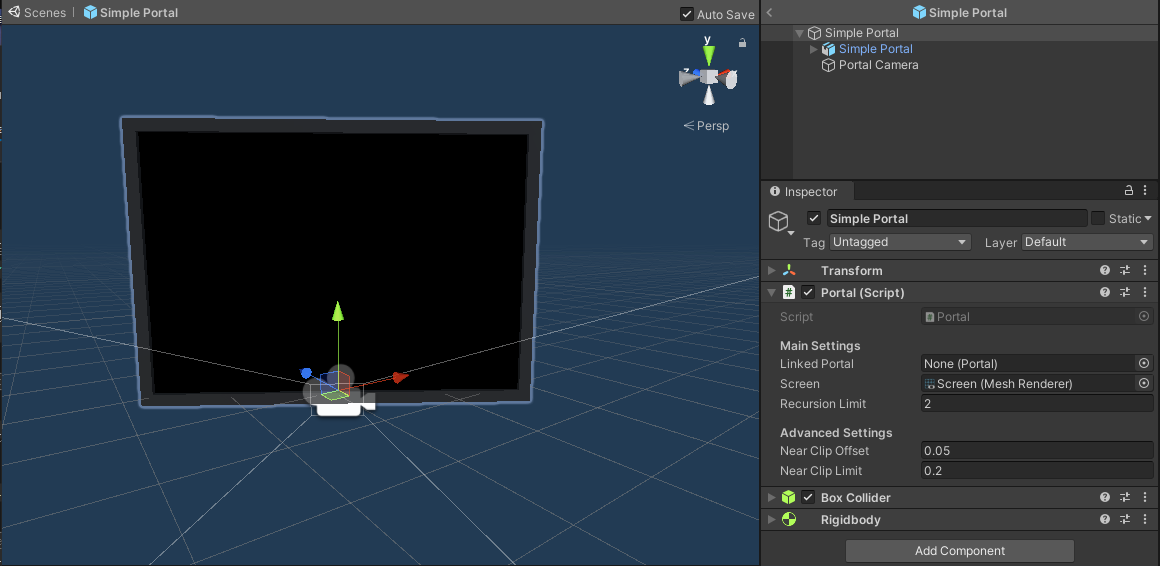 Scenes | Simple Portal
Auto Save
y
z
Persp
Simple Portal
Simple Portal
Simple Portal
Portal Camera
Inspector
Simple Portal
Static
Tag Untagged Layer Default
Transform
# Portal (Script)
Script # Portal
Main Settings
Linked Portal None (Portal)
Screen Screen (Mesh Renderer)
Recursion Limit 2
Advanced Settings
Near Clip Offset 0.05
Near Clip Limit 0.2
Box Collider
Rigidbody
Add Component